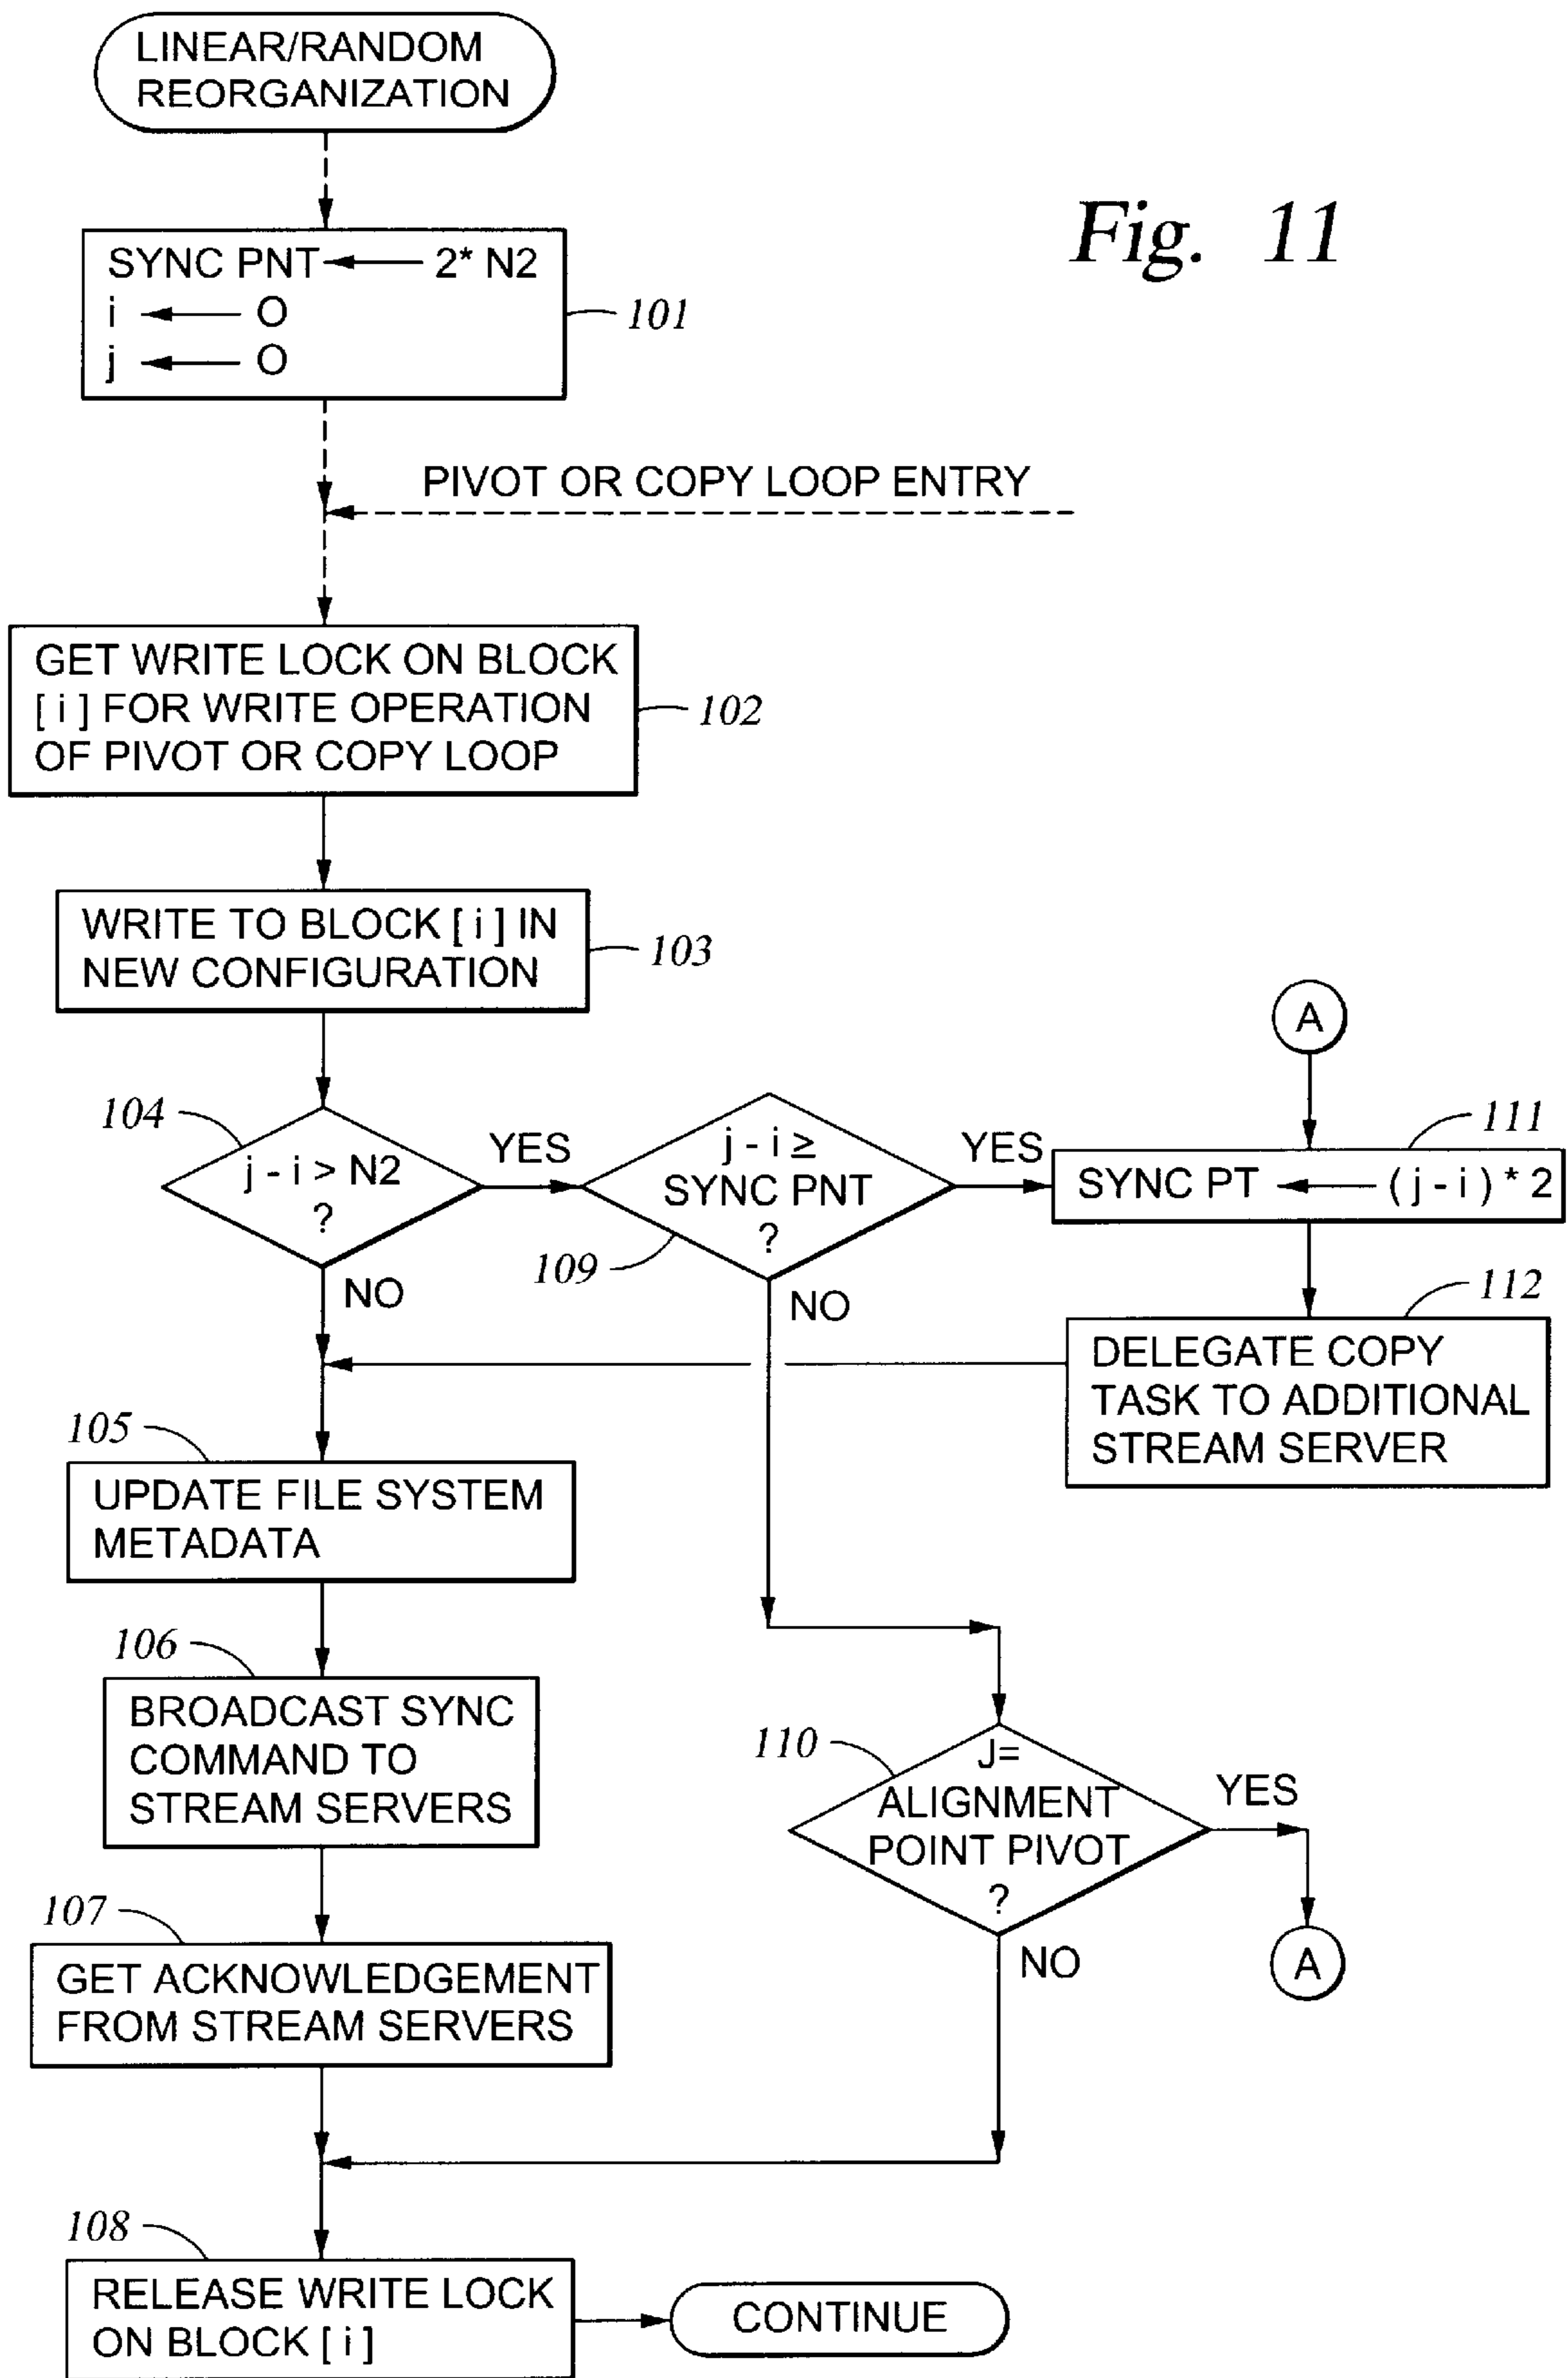 LINEAR/RANDOM
REORGANIZATION
Fig. 11
SYNC PNT ← 2* N2
i ← O
j ← O
101
PIVOT OR COPY LOOP ENTRY
GET WRITE LOCK ON BLOCK
[ i ] FOR WRITE OPERATION
OF PIVOT OR COPY LOOP
102
WRITE TO BLOCK [ i ] IN
NEW CONFIGURATION
103
104
j - i > N2
?
YES
NO
j - i ≥
SYNC PNT
?
109
YES
NO
A
111
SYNC PT ← ( j - i ) * 2
112
DELEGATE COPY
TASK TO ADDITIONAL
STREAM SERVER
105
UPDATE FILE SYSTEM
METADATA
106
BROADCAST SYNC
COMMAND TO
STREAM SERVERS
110
J=
ALIGNMENT
POINT PIVOT
?
YES
A
NO
107
GET ACKNOWLEDGEMENT
FROM STREAM SERVERS
108
RELEASE WRITE LOCK
ON BLOCK [ i ]
CONTINUE